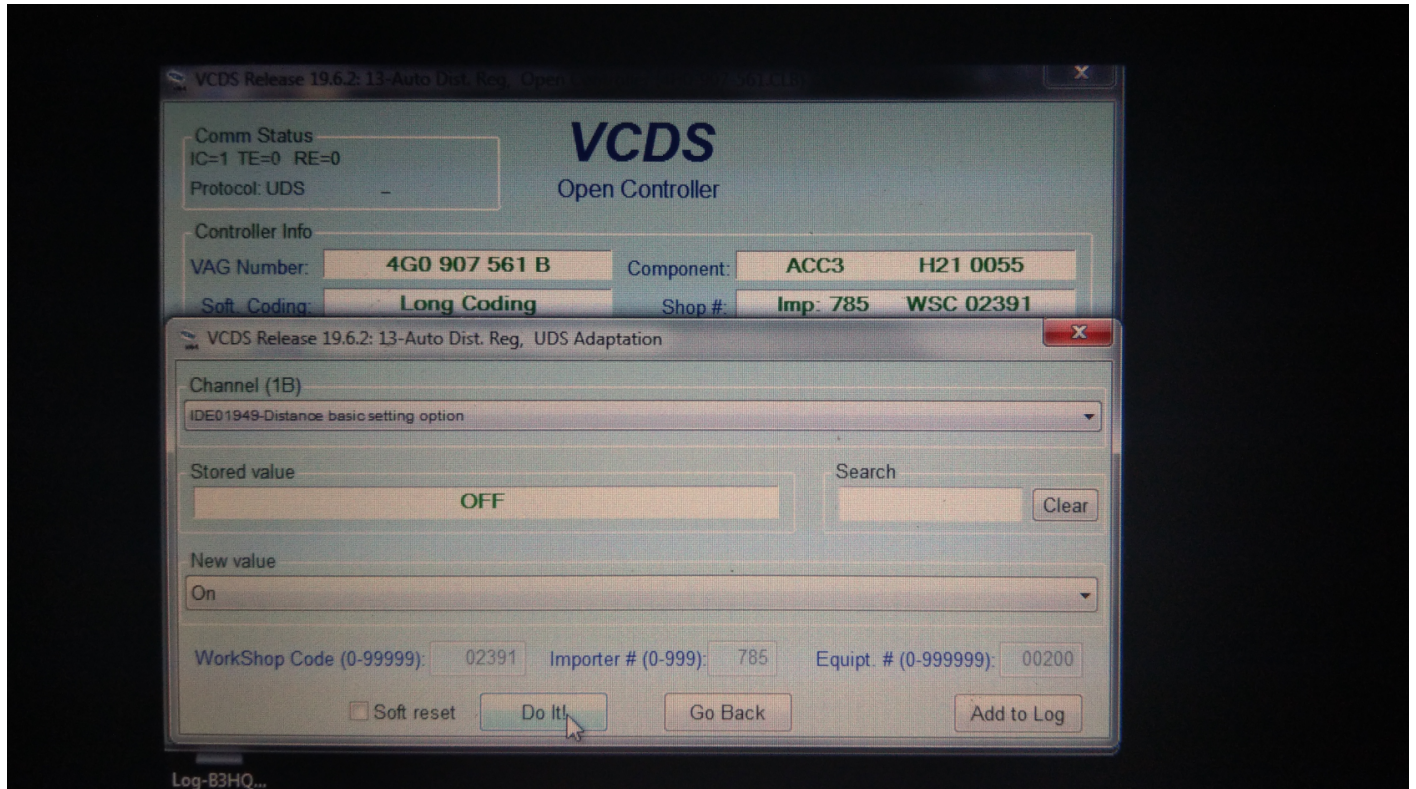 VCDS Release 19.6.2: 13-Auto Dist. Reg, Open
Comm Status
IC=1 TE=0 RE=0
Protocol: UDS
VCDS
Open Controller
Controller Info
VAG Number: 4G0 907 561 B Component: ACC3 H21 0055
Soft. Coding: Long Coding Shop #: Imp: 785 WSC 02391
VCDS Release 19.6.2: 13-Auto Dist. Reg, UDS Adaptation
Channel (1B)
IDE01949-Distance basic setting option
Stored value Search
OFF Clear
New value
On
WorkShop Code (0-99999): 02391 Importer # (0-999): 785 Equipt. # (0-999999): 00200
Soft reset Do It! Go Back Add to Log
Log-B3HQ...